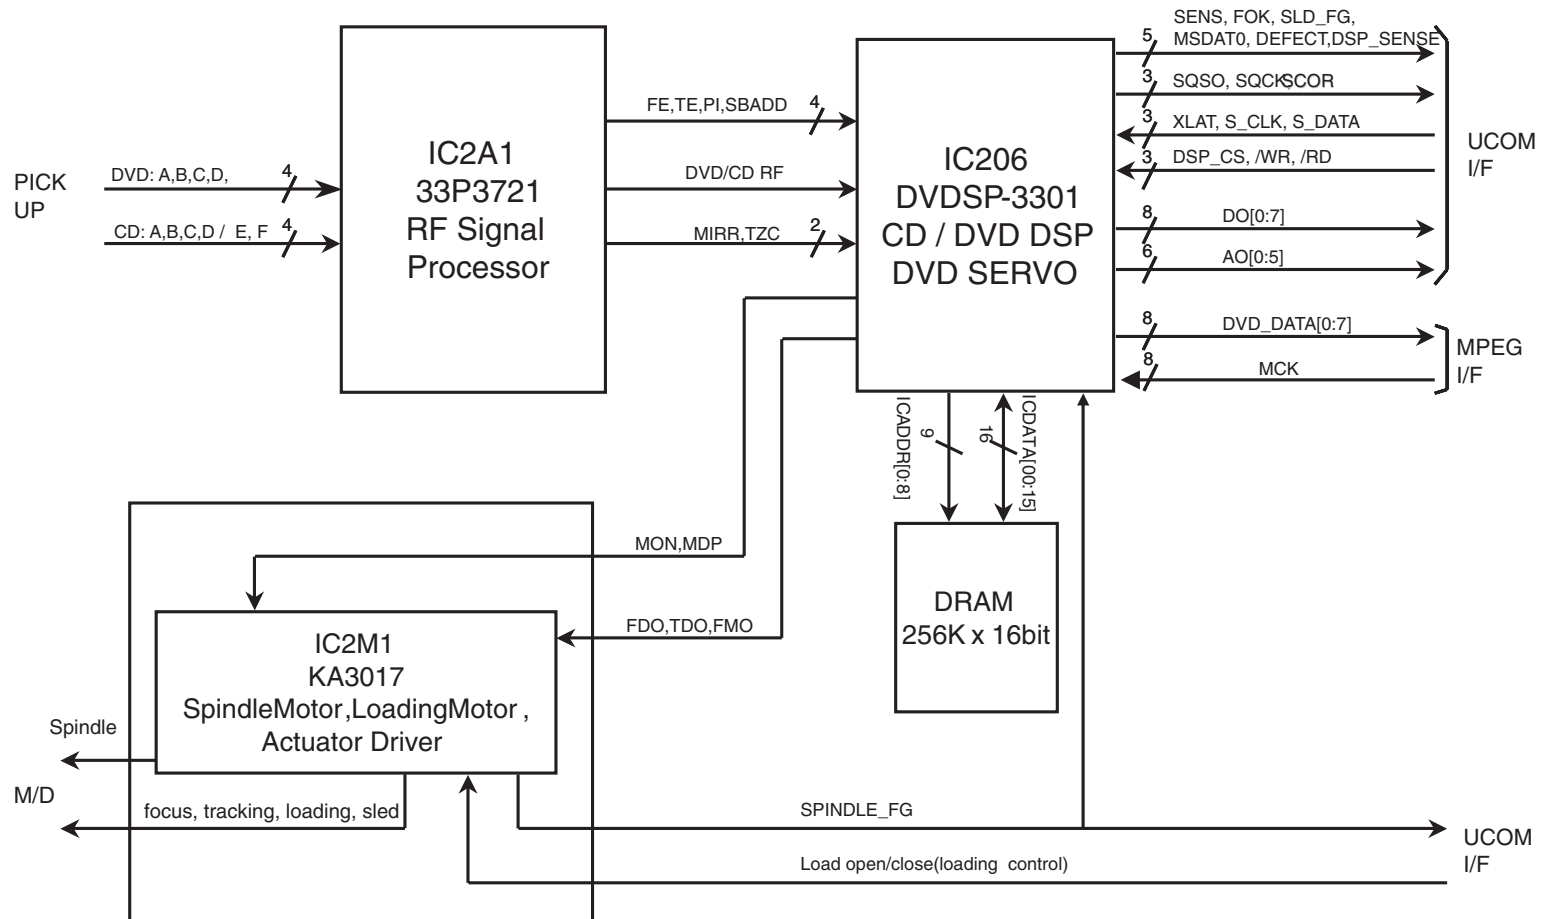 SENS, FOK, SLD_FG,
5
MSDAT0, DEFECT,DSP_SENSE
3
SQSO, SQCK,SCOR
3
XLAT, S_CLK, S_DATA
3
DSP_CS, /WR, /RD
UCOM
I/F
8
DO[0:7]
6
AO[0:5]
8
DVD_DATA[0:7]
8
MCK
MPEG
I/F
PICK
UP
DVD: A,B,C,D,
4
CD: A,B,C,D / E, F
4
IC2A1
33P3721
RF Signal
Processor
FE,TE,PI,SBADD
4
DVD/CD RF
MIRR,TZC
2
IC206
DVDSP-3301
CD / DVD DSP
DVD SERVO
ICADDR[0:8]
9
16
ICDATA[00:15]
DRAM
256K x 16bit
MON,MDP
FDO,TDO,FMO
IC2M1
KA3017
SpindleMotor,LoadingMotor ,
Actuator Driver
Spindle
M/D
focus, tracking, loading, sled
SPINDLE_FG
Load open/close(loading control)
UCOM
I/F